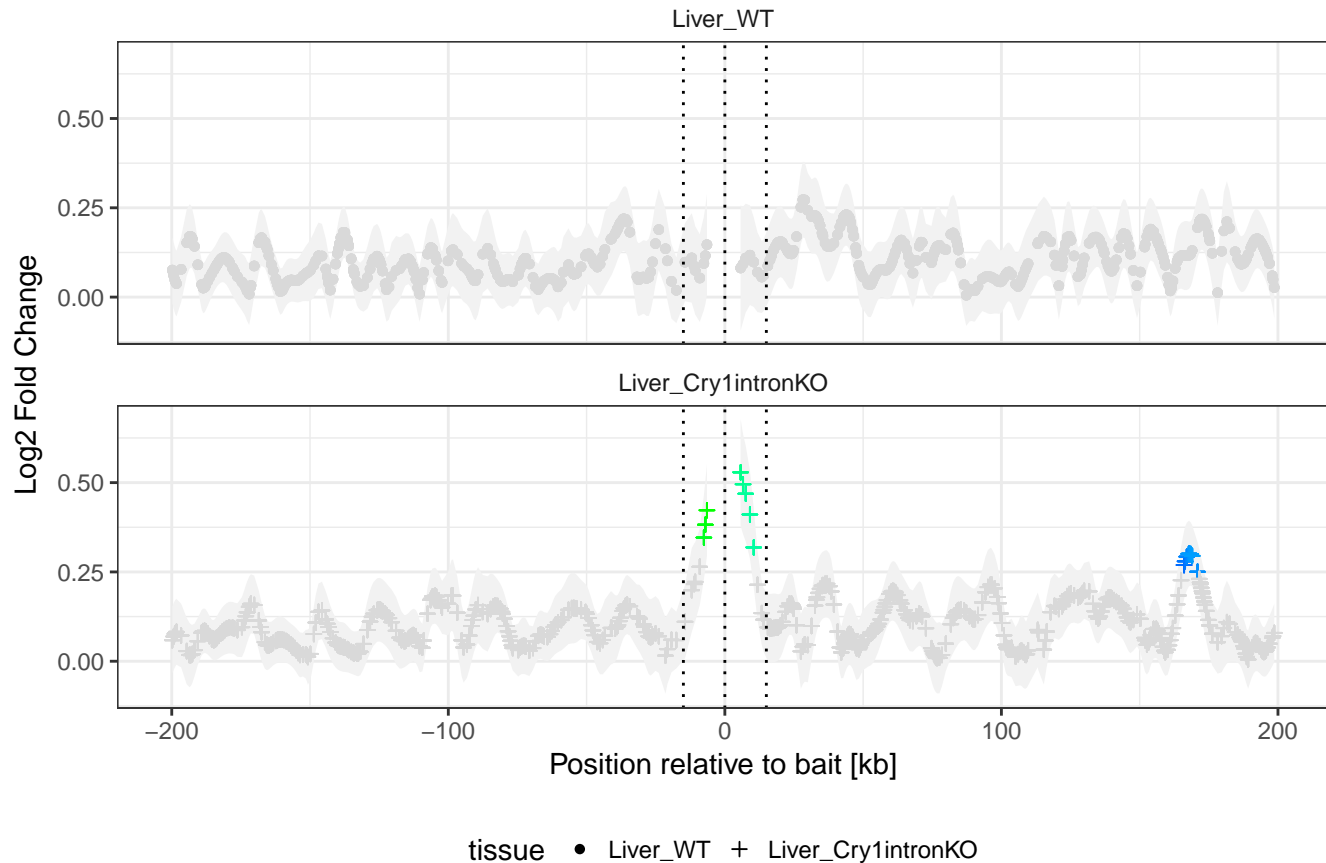 Liver_WT
0.50
0.25
0.00
Liver_Cry1intronKO
0.50
0.25
0.00
Log2 Fold Change
−200 −100 0 100 200
Position relative to bait [kb]
tissue Liver_WT Liver_Cry1intronKO